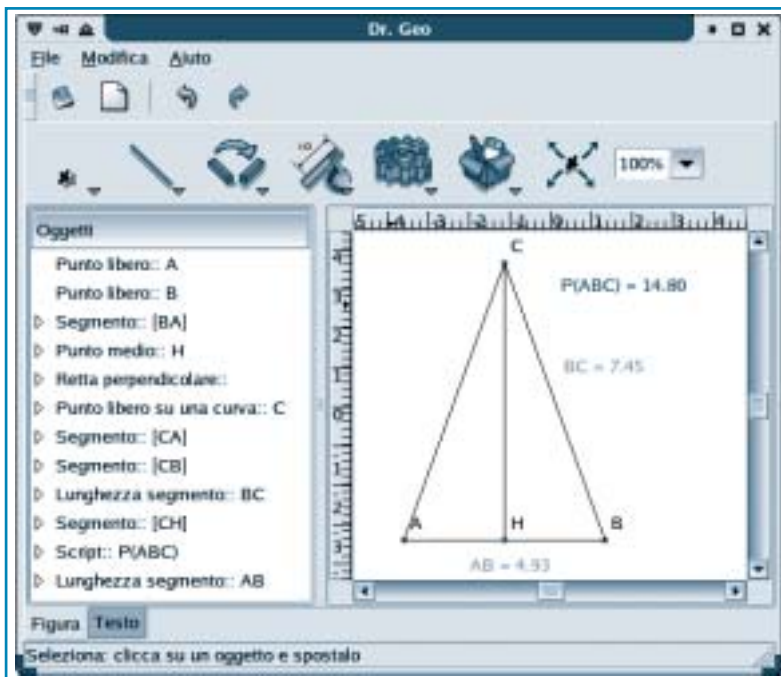 Dr. Geo
File Modifica Aiuto
100%
Oggetti
Punto libero:: A
Punto libero:: B
Segmento:: [BA]
Punto medio:: H
Retta perpendicolare::
Punto libero su una curva:: C
Segmento:: [CA]
Segmento:: [CB]
Lunghezza segmento:: BC
Segmento:: [CH]
Script:: P(ABC)
Lunghezza segmento:: AB
C
P(ABC) = 14.80
BC = 7.45
A H B
AB = 4.93
Figura Testo
Seleziona: clicca su un oggetto e spostalo